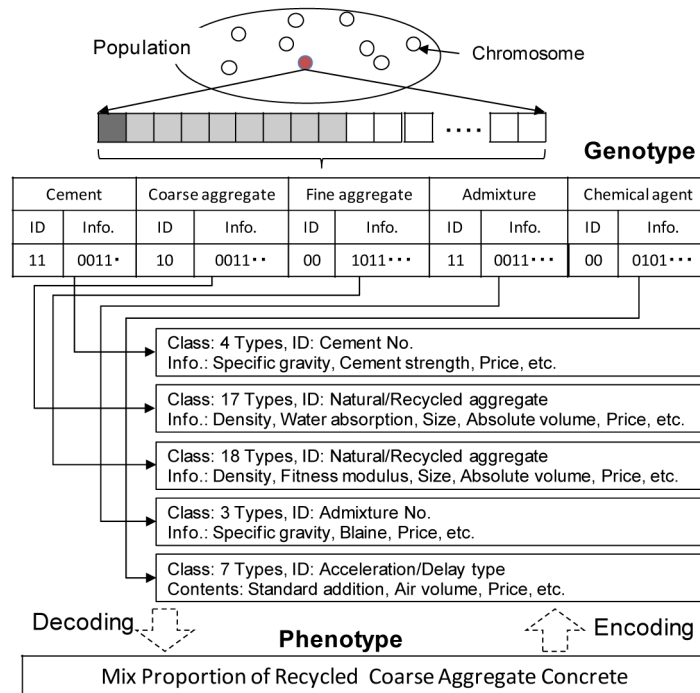 Population
Chromosome
····
Genotype
Cement Coarse aggregate Fine aggregate Admixture Chemical agent
ID Info. ID Info. ID Info. ID Info. ID Info.
11 0011· 10 0011·· 00 1011··· 11 0011··· 00 0101···
Class: 4 Types, ID: Cement No.
Info.: Specific gravity, Cement strength, Price, etc.
Class: 17 Types, ID: Natural/Recycled aggregate
Info.: Density, Water absorption, Size, Absolute volume, Price, etc.
Class: 18 Types, ID: Natural/Recycled aggregate
Info.: Density, Fitness modulus, Size, Absolute volume, Price, etc.
Class: 3 Types, ID: Admixture No.
Info.: Specific gravity, Blaine, Price, etc.
Class: 7 Types, ID: Acceleration/Delay type
Contents: Standard addition, Air volume, Price, etc.
Decoding
Encoding
Phenotype
Mix Proportion of Recycled Coarse Aggregate Concrete